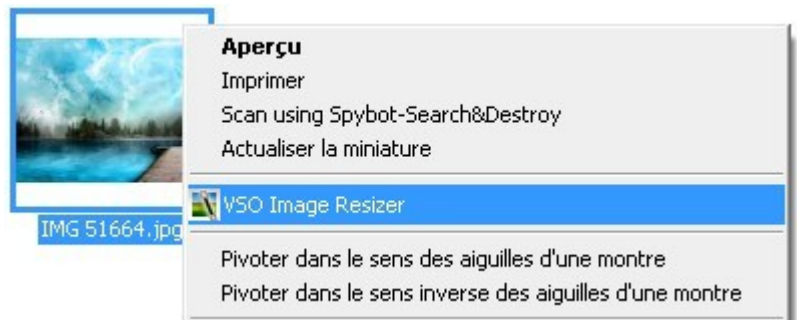 Aperçu
Imprimer
Scan using Spybot-Search&Destroy
Actualiser la miniature
VSO Image Resizer
IMG 51664.jpg
Pivoter dans le sens des aiguilles d'une montre
Pivoter dans le sens inverse des aiguilles d'une montre